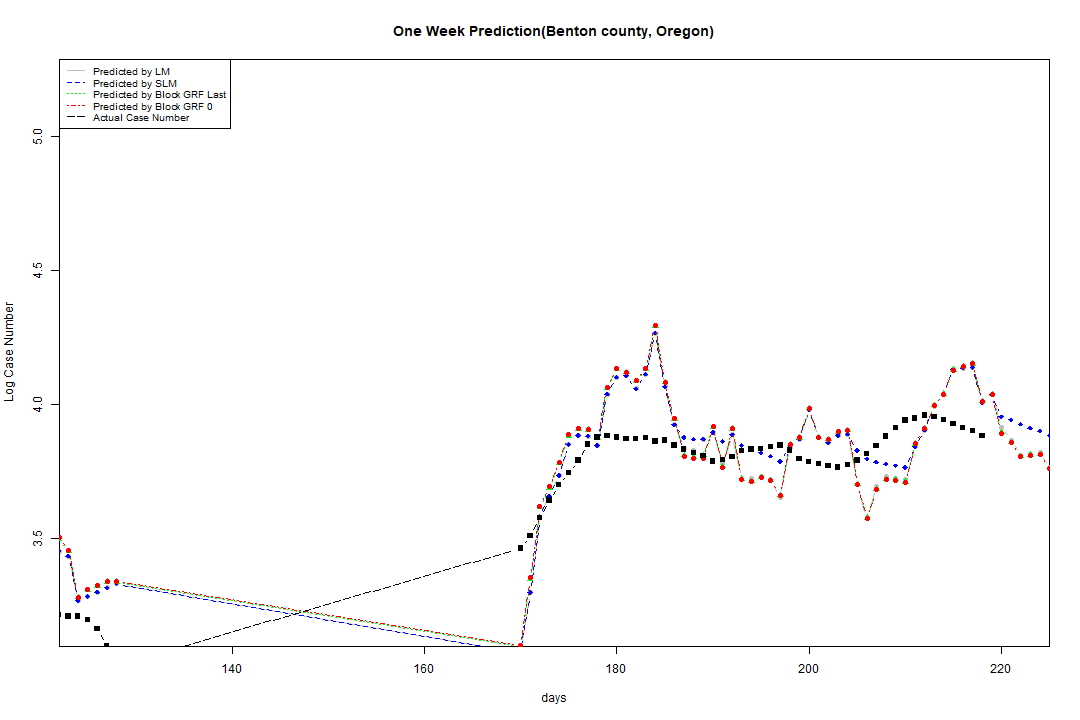 One Week Prediction(Benton county, Oregon)
Predicted by LM
Predicted by SLM
Predicted by Block GRF Last
Predicted by Block GRF 0
Actual Case Number
5.0
4.5
4.0
3.5
Log Case Number
140 160 180 200 220
days